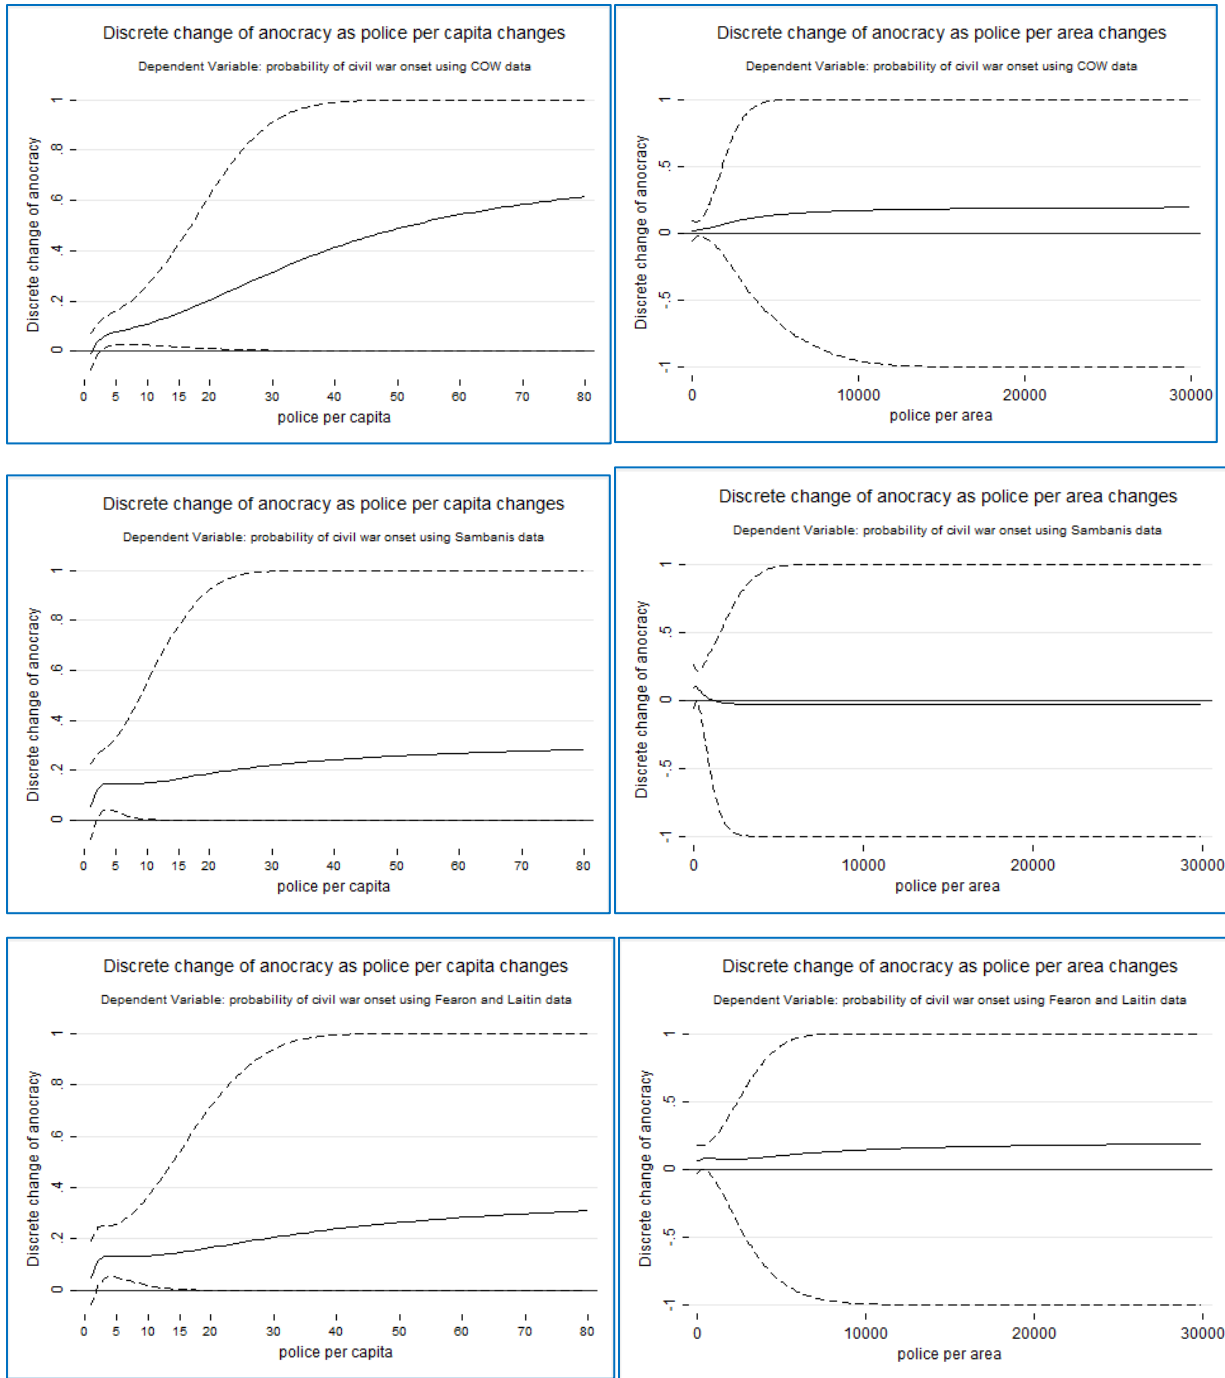 Discrete change of anocracy as police per capita changes
Dependent Variable: probability of civil war onset using COW data
Discrete change of anocracy
1
.8
.6
.4
.2
0
0 5 10 15 20 30 40 50 60 70 80
police per capita
Discrete change of anocracy as police per area changes
Dependent Variable: probability of civil war onset using COW data
Discrete change of anocracy
1
.5
0
-.5
-1
0 10000 20000 30000
police per area
Discrete change of anocracy as police per capita changes
Dependent Variable: probability of civil war onset using Sambanis data
Discrete change of anocracy
1
.8
.6
.4
.2
0
0 5 10 15 20 30 40 50 60 70 80
police per capita
Discrete change of anocracy as police per area changes
Dependent Variable: probability of civil war onset using Sambanis data
Discrete change of anocracy
1
.5
0
-.5
-1
0 10000 20000 30000
police per area
Discrete change of anocracy as police per capita changes
Dependent Variable: probability of civil war onset using Fearon and Laitin data
Discrete change of anocracy
1
.8
.6
.4
.2
0
0 5 10 15 20 30 40 50 60 70 80
police per capita
Discrete change of anocracy as police per area changes
Dependent Variable: probability of civil war onset using Fearon and Laitin data
Discrete change of anocracy
1
.5
0
-.5
-1
0 10000 20000 30000
police per area